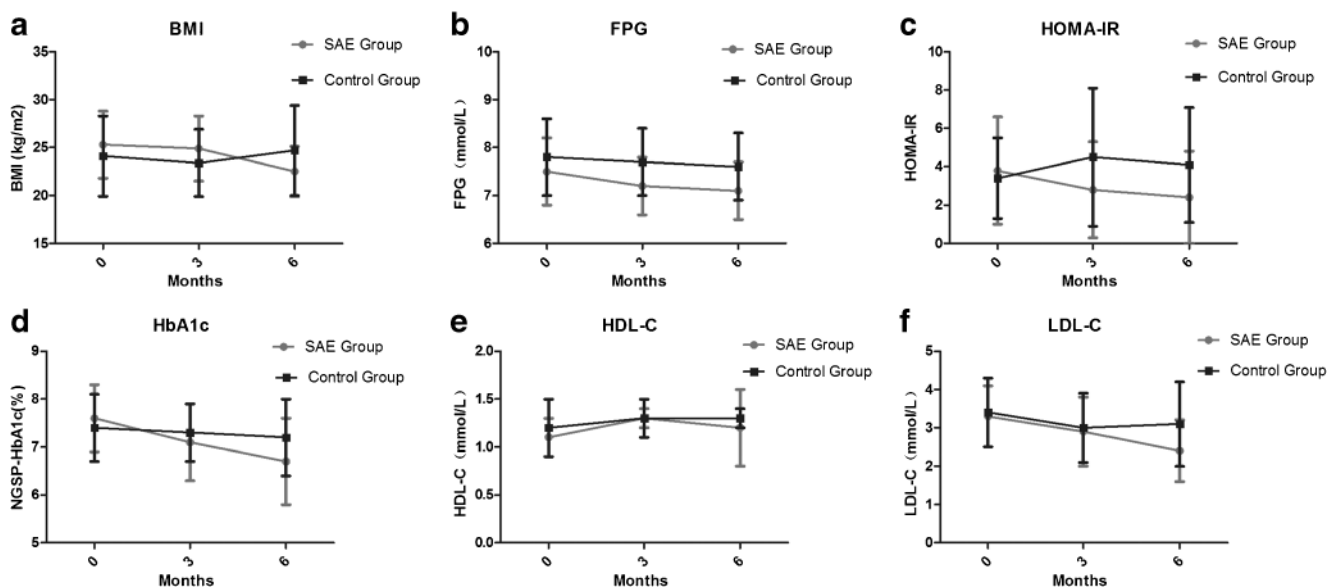 a
BMI
SAE Group
Control Group
BMI (kg/m2)
35
30
25
20
15
0
3
6
Months
b
FPG
SAE Group
Control Group
FPG（mmol/L）
10
9
8
7
6
0
3
6
Months
c
HOMA-IR
SAE Group
Control Group
HOMA-IR
10
8
6
4
2
0
0
3
6
Months
d
HbA1c
SAE Group
Control Group
NGSP-HbA1c(%)
9
8
7
6
5
0
3
6
Months
e
HDL-C
SAE Group
Control Group
HDL-C（mmol/L）
2.0
1.5
1.0
0.5
0.0
0
3
6
Months
f
LDL-C
SAE Group
Control Group
LDL-C（mmol/L）
5
4
3
2
1
0
0
3
6
Months